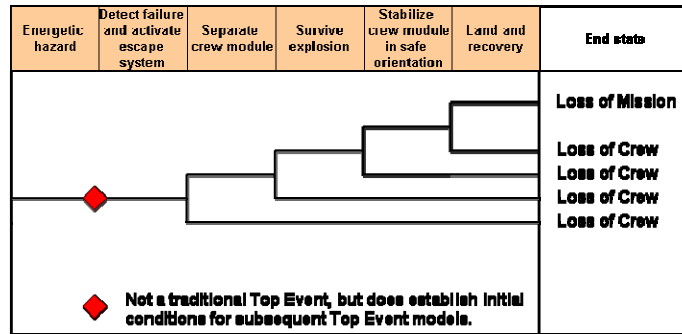 Energetic
hazard
Detect failure
and activate
escape
system
Separate
crew module
Survive
explosion
Stabilize
crew module
in safe
orientation
Land and
recovery
End state
Loss of Mission
Loss of Crew
Loss of Crew
Loss of Crew
Loss of Crew
Not a traditional Top Event, but does establish initial
conditions for subsequent Top Event models.